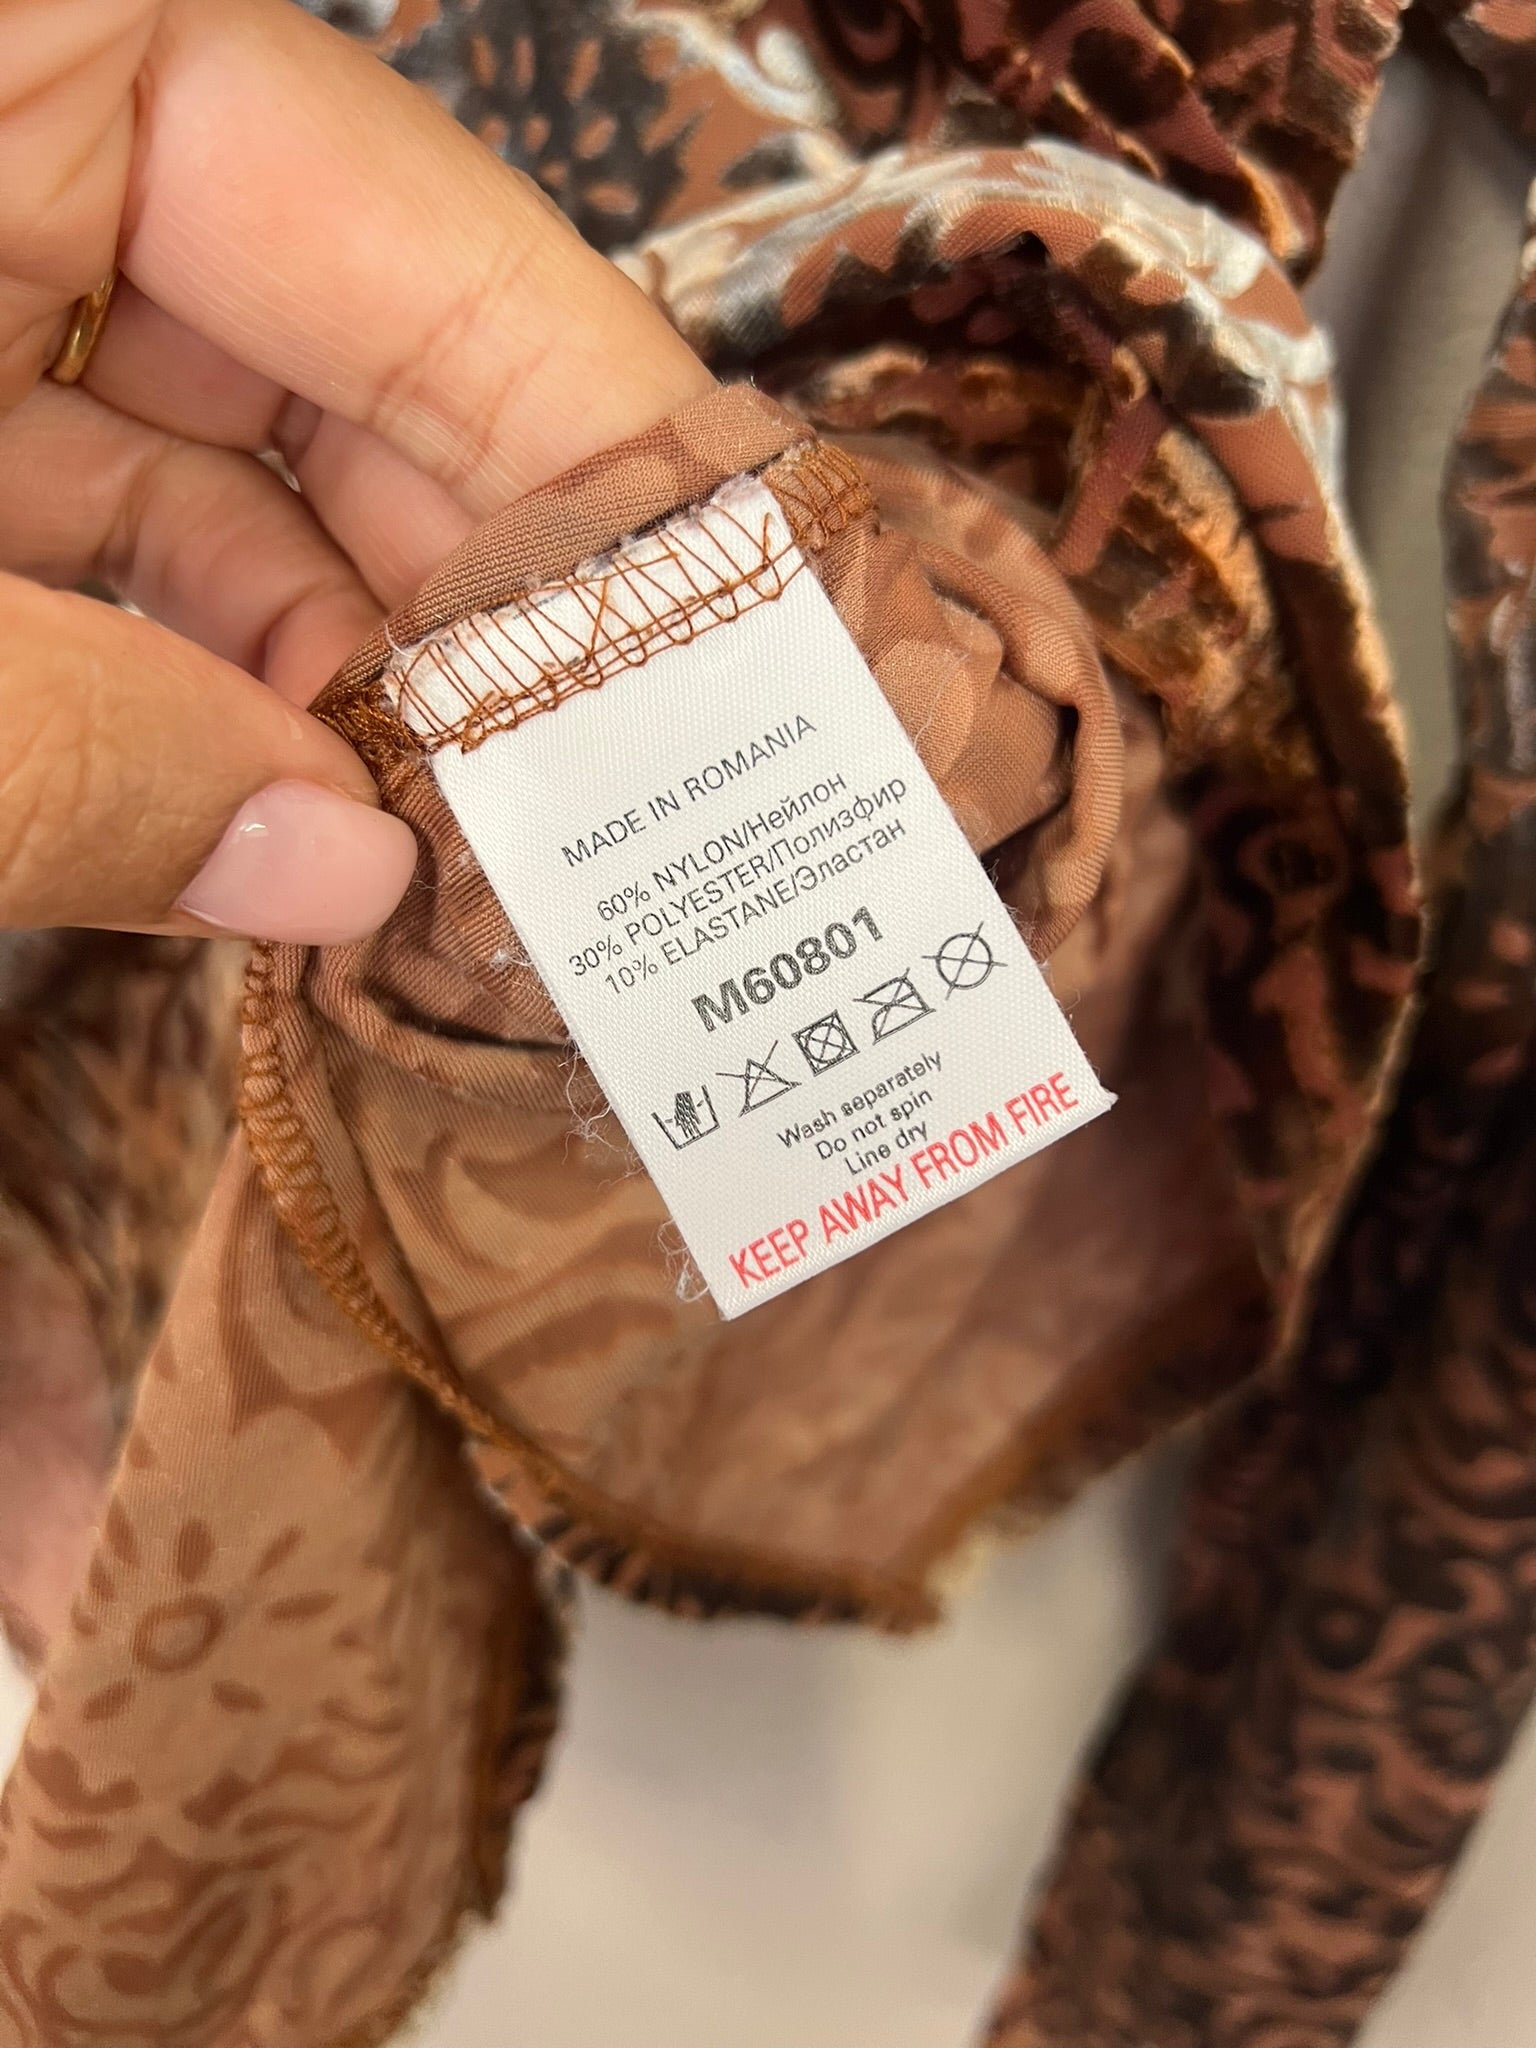 MADE IN ROMANIA
60% NYLON/Нейлон
30% POLYESTER/Полиэфир
10% ELASTANE/Эластан
M60801
Wash separately
Do not spin
Line dry
KEEP AWAY FROM FIRE